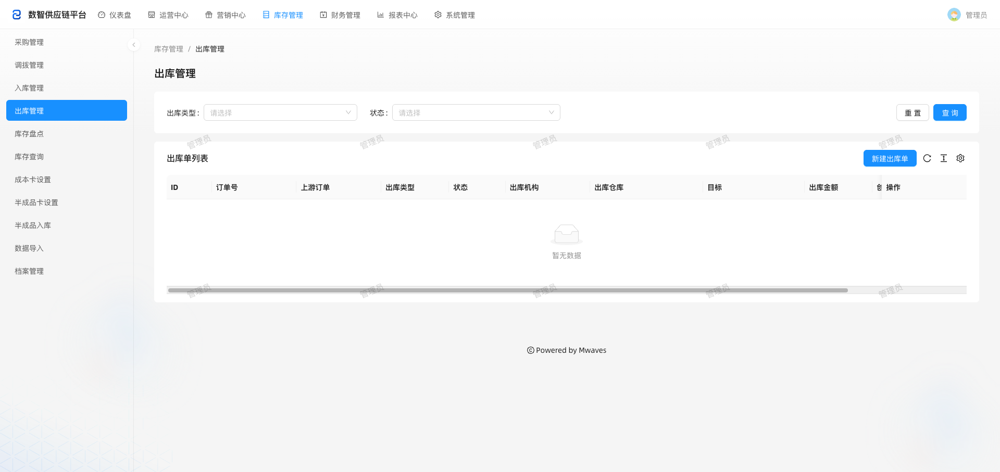 数智供应链平台 仪表盘 运营中心 营销中心 库存管理 财务管理 报表中心 系统管理 管理员
采购管理
调拨管理
入库管理
出库管理
库存盘点
库存查询
成本卡设置
半成品卡设置
半成品入库
数据导入
档案管理
库存管理 / 出库管理
出库管理
出库类型 : 请选择 状态 : 请选择 重 置 查 询
管理员 管理员 管理员 管理员 管理员
出库单列表 新建出库单
ID 订单号 上游订单 出库类型 状态 出库机构 出库仓库 目标 出库金额 操作
暂无数据
管理员 管理员 管理员 管理员 管理员
© Powered by Mwaves